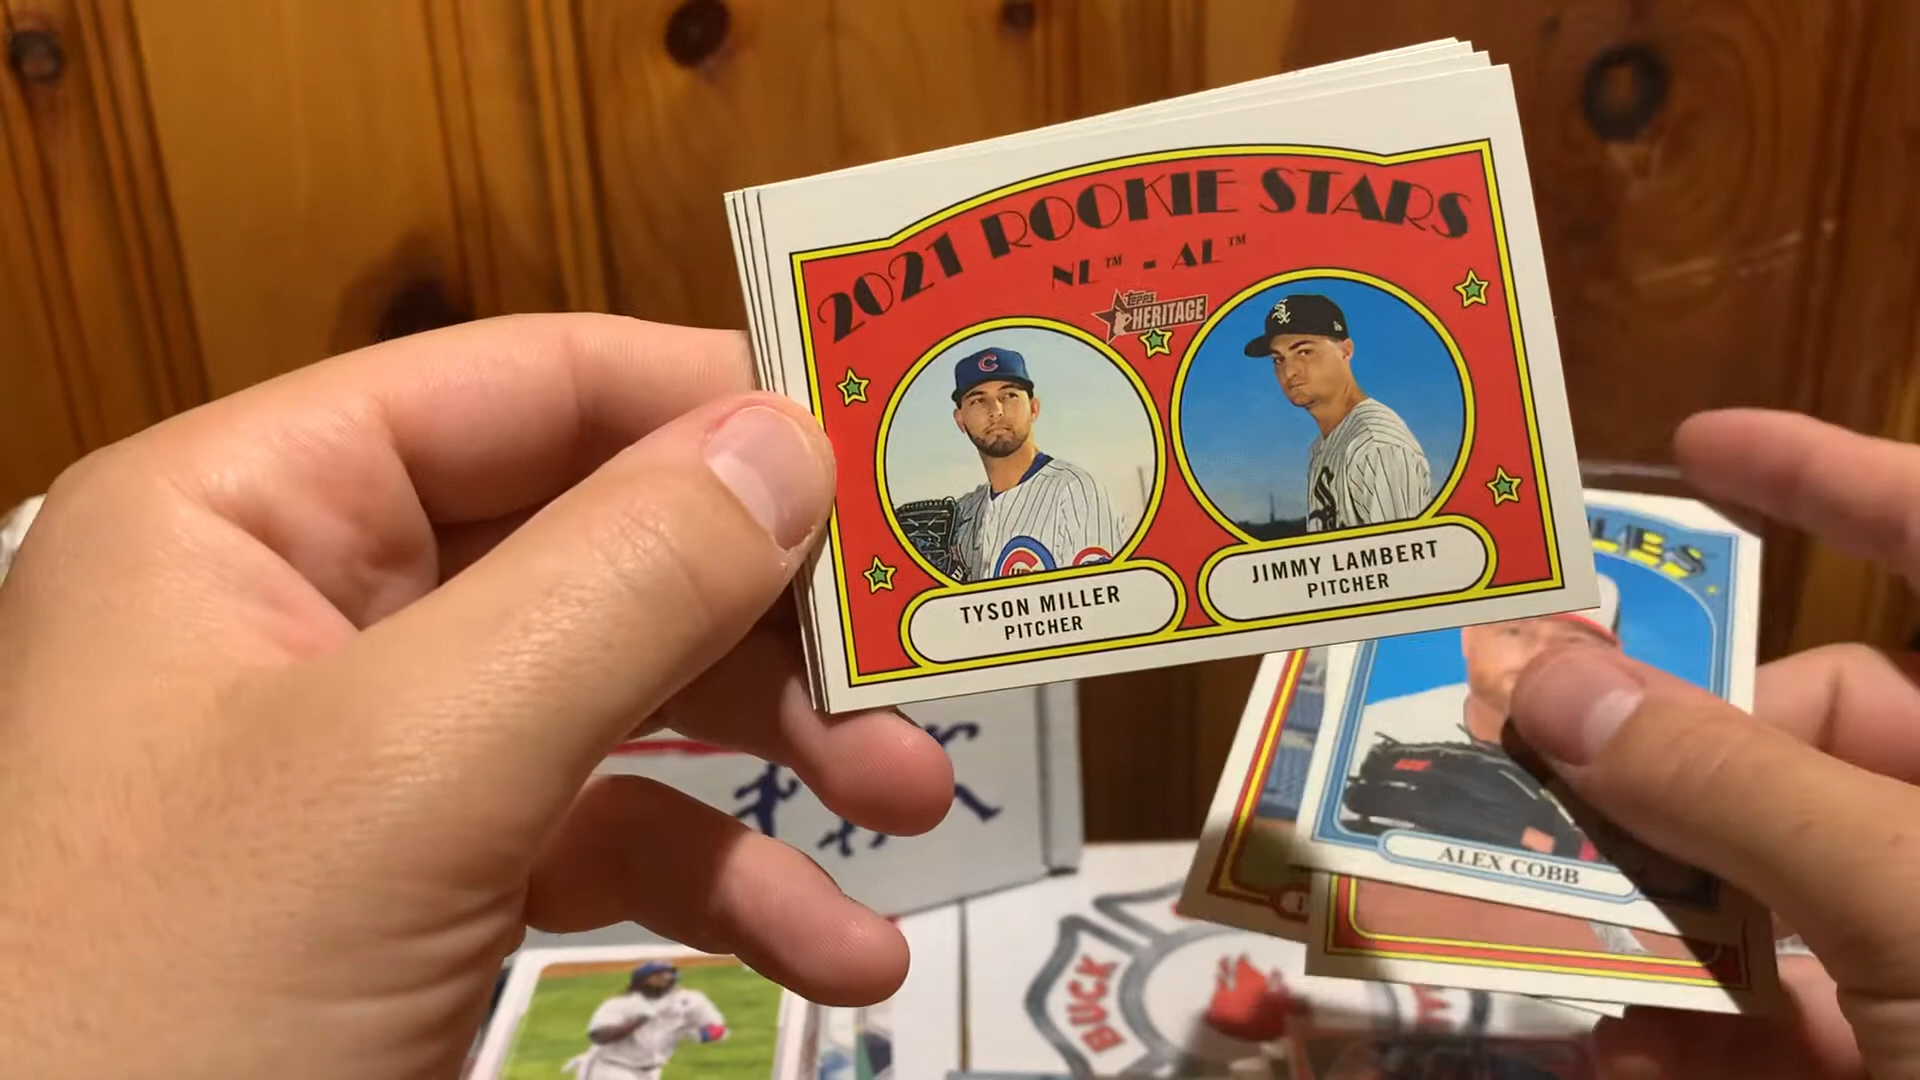 2021 ROOKIE STARS
NL™ - AL™
Topps
HERITAGE
TYSON MILLER
PITCHER
JIMMY LAMBERT
PITCHER
ALEX COBB
BUCK